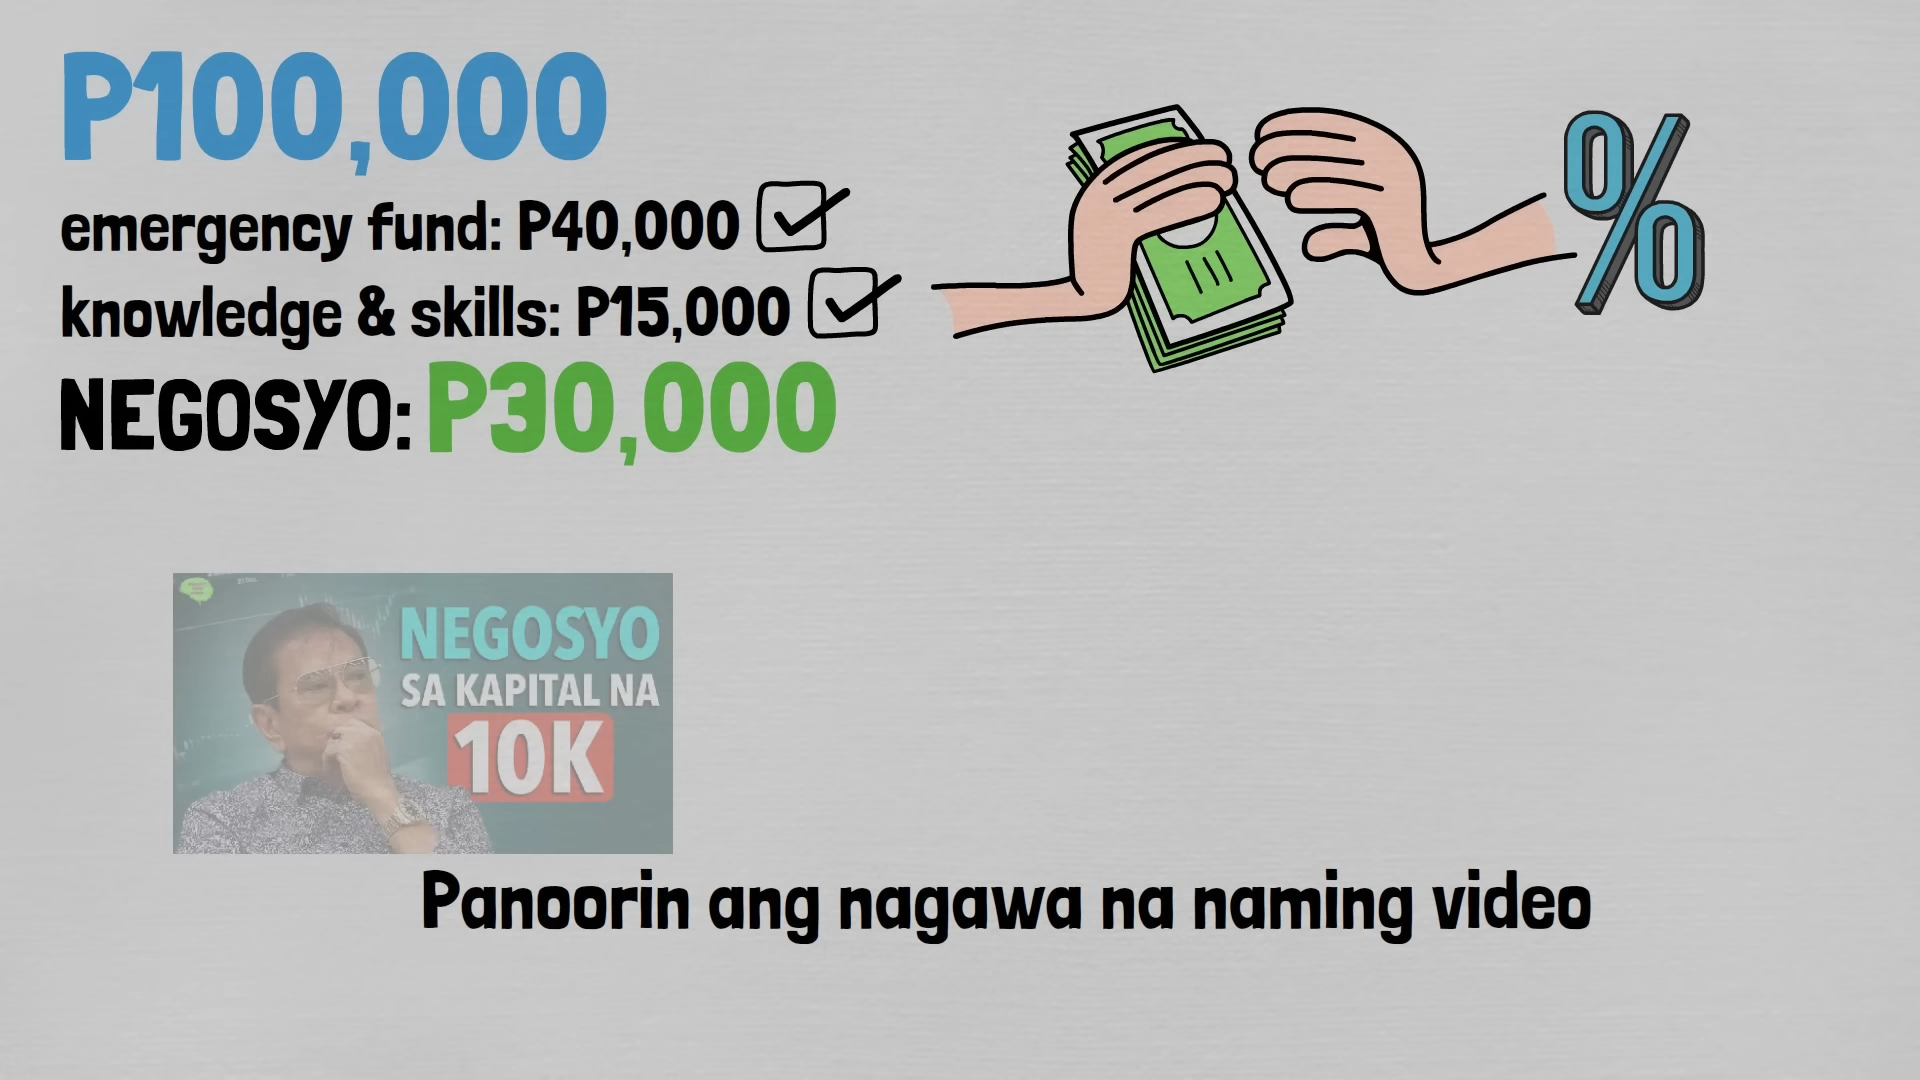 P100,000
emergency fund: P40,000
knowledge & skills: P15,000
NEGOSYO: P30,000
%
NEGOSYO
SA KAPITAL NA
10K
Panoorin ang nagawa na naming video